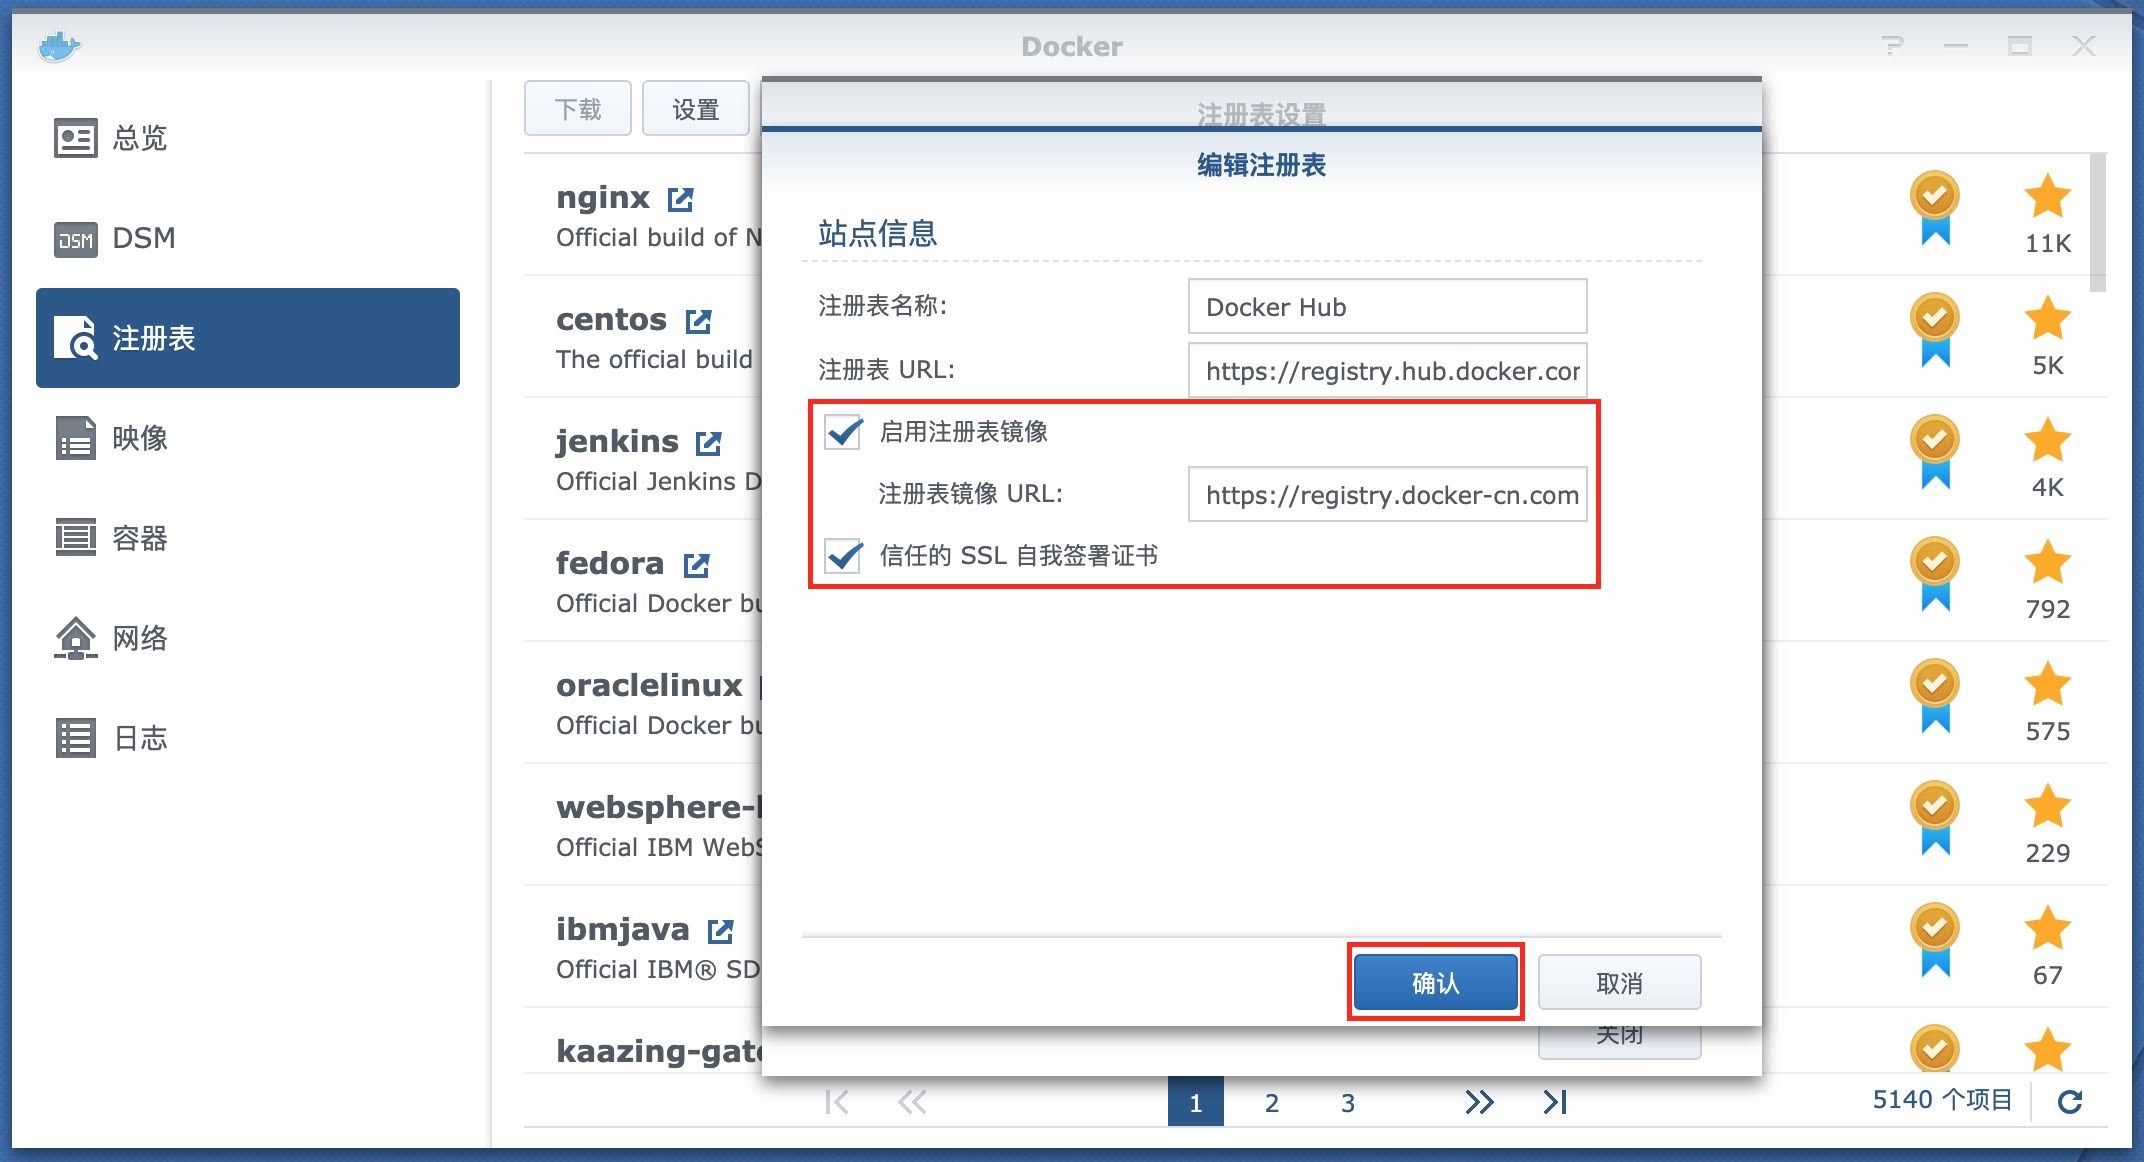 Docker
总览
DSM
DSM
注册表
映像
容器
网络
日志
下载
设置
nginx
Official build of N
11K
centos
The official build
5K
jenkins
Official Jenkins D
4K
fedora
Official Docker bu
792
oraclelinux
Official Docker bu
575
websphere-l
Official IBM WebS
229
ibmjava
Official IBM® SD
67
kaazing-gate
注册表设置
编辑注册表
站点信息
注册表名称:
Docker Hub
注册表 URL:
https://registry.hub.docker.com
启用注册表镜像
注册表镜像 URL:
https://registry.docker-cn.com
信任的 SSL 自我签署证书
确认
取消
关闭
1
2
3
5140 个项目